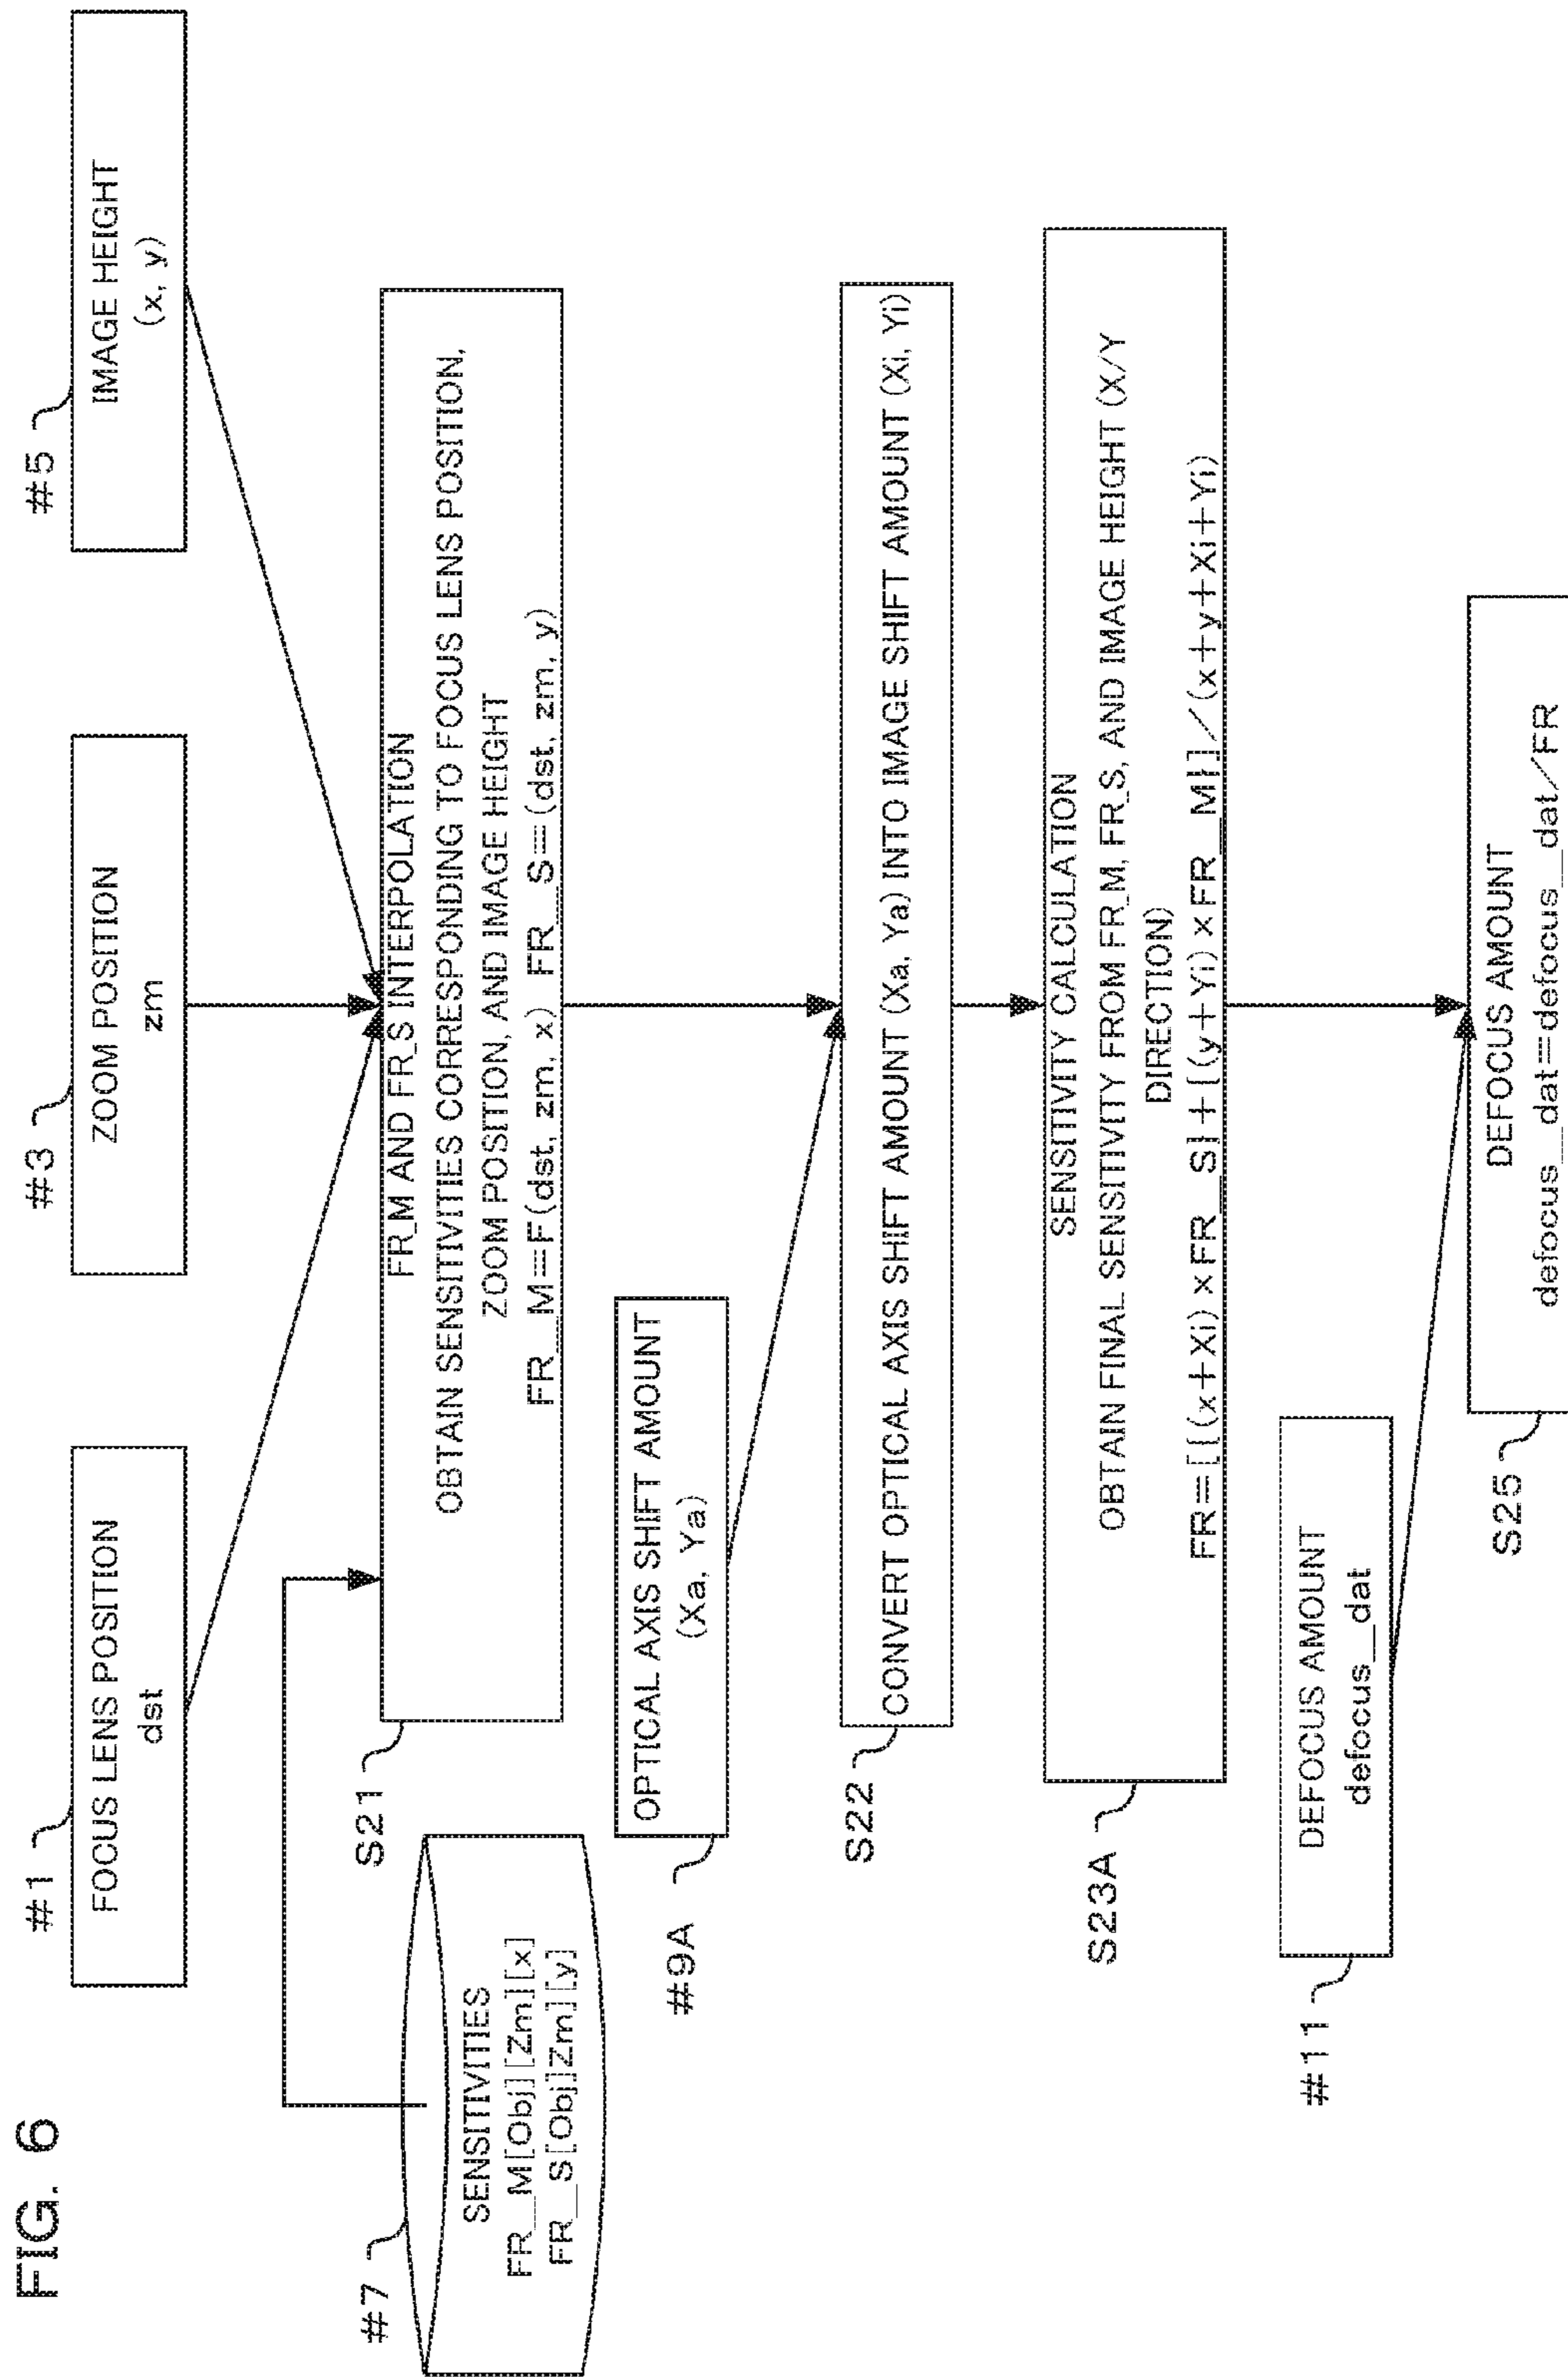 FIG. 6
#1
FOCUS LENS POSITION
dst
#3
ZOOM POSITION
zm
#5
IMAGE HEIGHT
(x, y)
#7
SENSITIVITIES
FR_M[Obj][Zm][x]
FR_S[Obj]Zm][y]
S21
FR_M AND FR_S INTERPOLATION
OBTAIN SENSITIVITIES CORRESPONDING TO FOCUS LENS POSITION,
ZOOM POSITION, AND IMAGE HEIGHT
FR_M=F(dst, zm, x) FR_S=(dst, zm, y)
#9A
OPTICAL AXIS SHIFT AMOUNT
(Xa, Ya)
S22
CONVERT OPTICAL AXIS SHIFT AMOUNT (Xa, Ya) INTO IMAGE SHIFT AMOUNT (Xi, Yi)
S23A
SENSITIVITY CALCULATION
OBTAIN FINAL SENSITIVITY FROM FR_M, FR_S, AND IMAGE HEIGHT (X/Y
DIRECTION)
FR=[{(x+Xi)×FR_S}+{(y+Yi)×FR_M}]/(x+y+Xi+Yi)
#11
DEFOCUS AMOUNT
defocus_dat
S25
DEFOCUS AMOUNT
defocus_dat=defocus_dat/FR